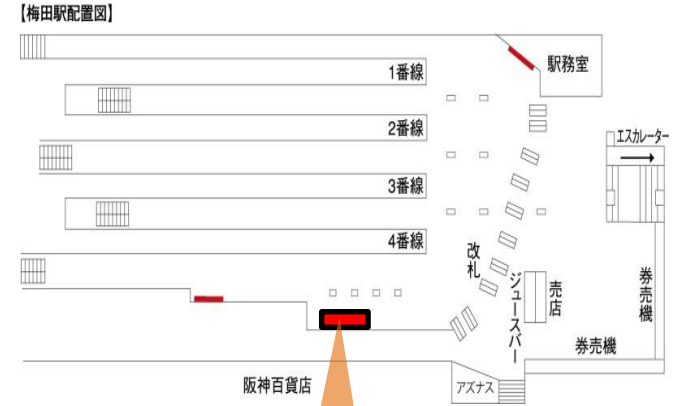 【梅田駅配置図】
1番線
駅務室
2番線
エスカレーター
3番線
4番線
改札
ジュースバー
売店
券売機
券売機
阪神百貨店
アズナス